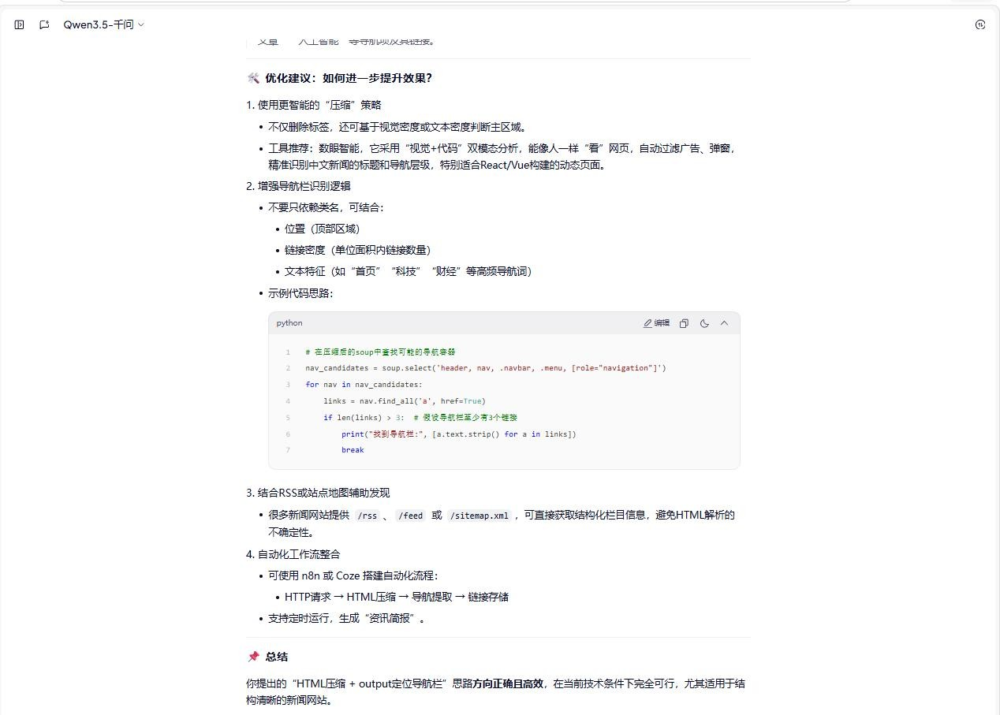 Qwen3.5-千问
文章 人工智能 等导航项及其链接。
🛠️ 优化建议：如何进一步提升效果？
1. 使用更智能的“压缩”策略
• 不仅删除标签，还可基于视觉密度或文本密度判断主区域。
• 工具推荐：数眼智能，它采用“视觉+代码”双模态分析，能像人一样“看”网页，自动过滤广告、弹窗，
精准识别中文新闻的标题和导航层级，特别适合React/Vue构建的动态页面。
2. 增强导航栏识别逻辑
• 不要只依赖类名，可结合：
• 位置（顶部区域）
• 链接密度（单位面积内链接数量）
• 文本特征（如“首页”“科技”“财经”等高频导航词）
• 示例代码思路：
python 编辑
1 # 在压缩后的soup中查找可能的导航容器
2 nav_candidates = soup.select('header, nav, .navbar, .menu, [role="navigation"]')
3 for nav in nav_candidates:
4     links = nav.find_all('a', href=True)
5     if len(links) > 3:  # 假设导航栏至少有3个链接
6         print("找到导航栏:", [a.text.strip() for a in links])
7         break
3. 结合RSS或站点地图辅助发现
• 很多新闻网站提供 /rss 、 /feed 或 /sitemap.xml ，可直接获取结构化栏目信息，避免HTML解析的
不确定性。
4. 自动化工作流整合
• 可使用 n8n 或 Coze 搭建自动化流程：
• HTTP请求 → HTML压缩 → 导航提取 → 链接存储
• 支持定时运行，生成“资讯简报”。
📌 总结
你提出的“HTML压缩 + output定位导航栏”思路方向正确且高效，在当前技术条件下完全可行，尤其适用于结
构清晰的新闻网站。